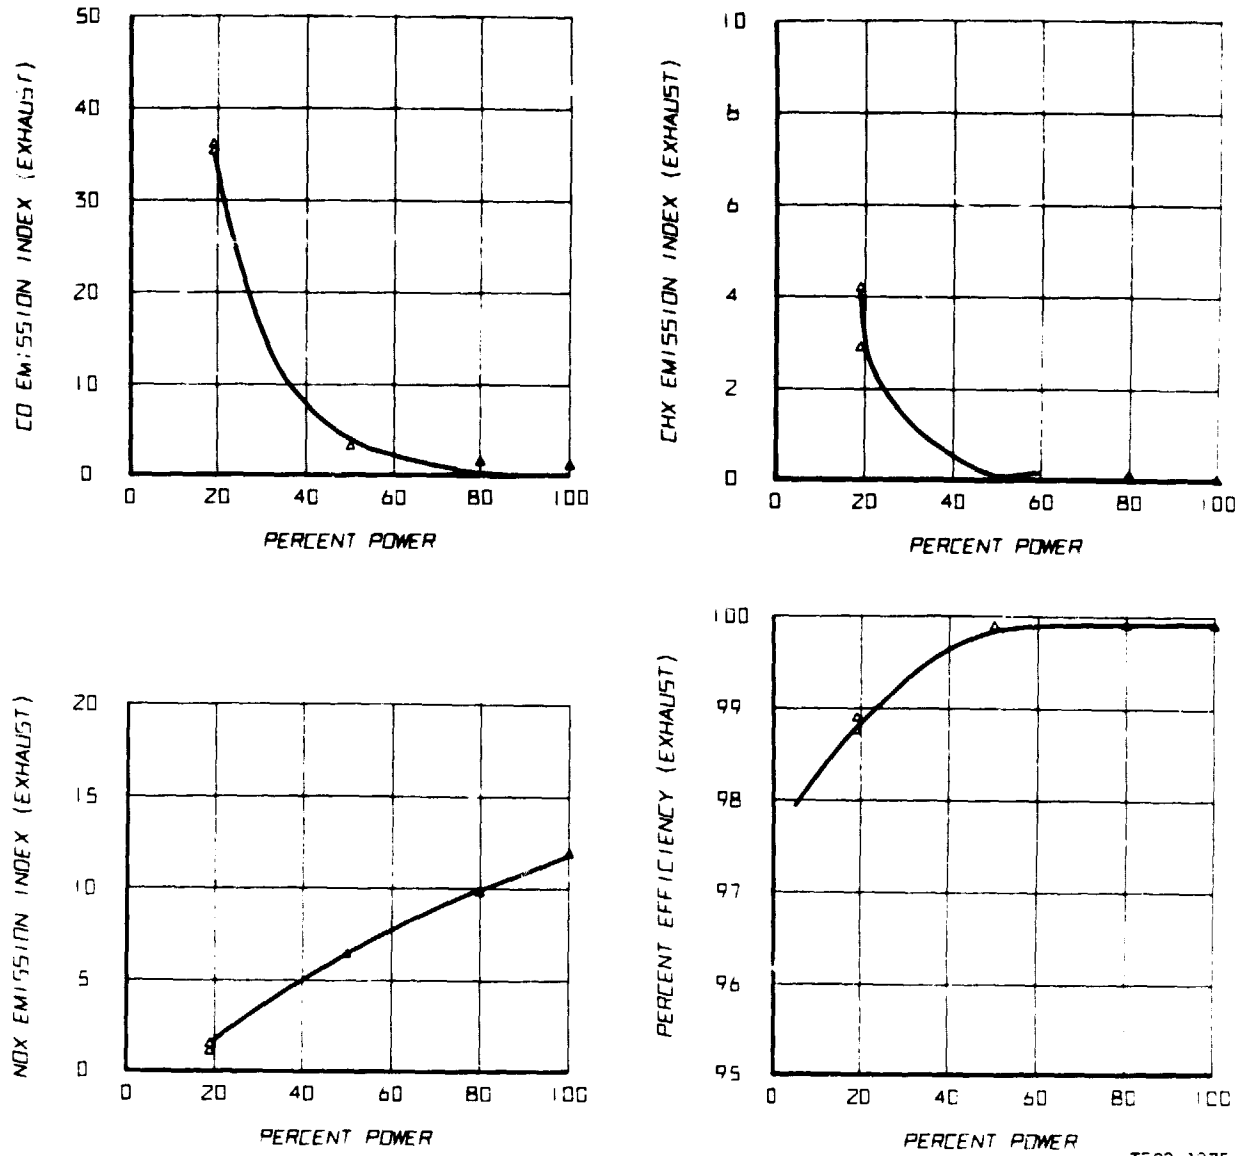 50
40
30
20
10
0
CO EMISSION INDEX (EXHAUST)
0 20 40 60 80 100
PERCENT POWER
10
8
6
4
2
0
CHX EMISSION INDEX (EXHAUST)
0 20 40 60 80 100
PERCENT POWER
20
15
10
5
0
NOX EMISSION INDEX (EXHAUST)
0 20 40 60 80 100
PERCENT POWER
100
99
98
97
96
95
PERCENT EFFICIENCY (EXHAUST)
0 20 40 60 80 100
PERCENT POWER